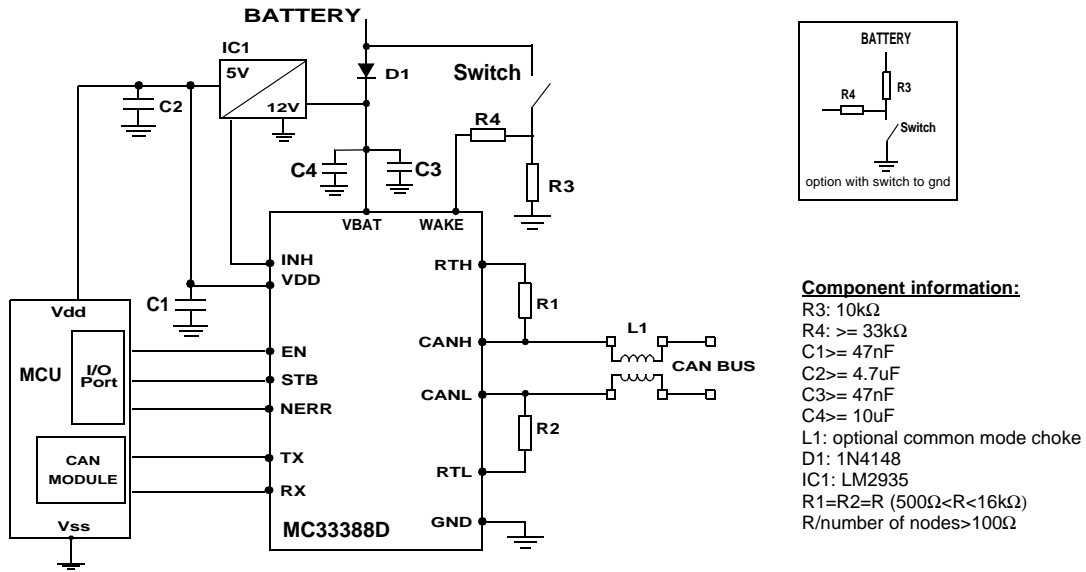 BATTERY
IC1
5V
12V
D1
Switch
C2
R4
C4
C3
R3
VBAT
WAKE
INH
VDD
RTH
C1
R1
Vdd
L1
MCU
I/O
Port
EN
CANH
CAN BUS
STB
CANL
NERR
R2
CAN
MODULE
TX
RTL
RX
Vss
GND
MC33388D
BATTERY
R3
R4
Switch
option with switch to gnd
Component information:
R3: 10kΩ
R4: >= 33kΩ
C1>= 47nF
C2>= 4.7uF
C3>= 47nF
C4>= 10uF
L1: optional common mode choke
D1: 1N4148
IC1: LM2935
R1=R2=R (500Ω<R<16kΩ)
R/number of nodes>100Ω